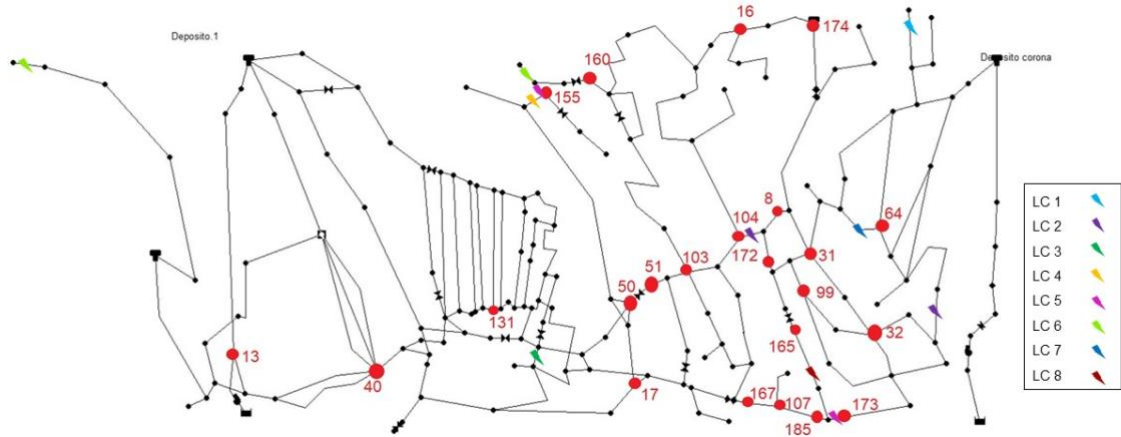 16
174
Deposito.1
Deposito corona
160
155
LC 1
LC 2
LC 3
LC 4
LC 5
LC 6
LC 7
LC 8
8
64
104
172
31
103
51
50
99
131
165
32
13
40
17
167
107
173
185